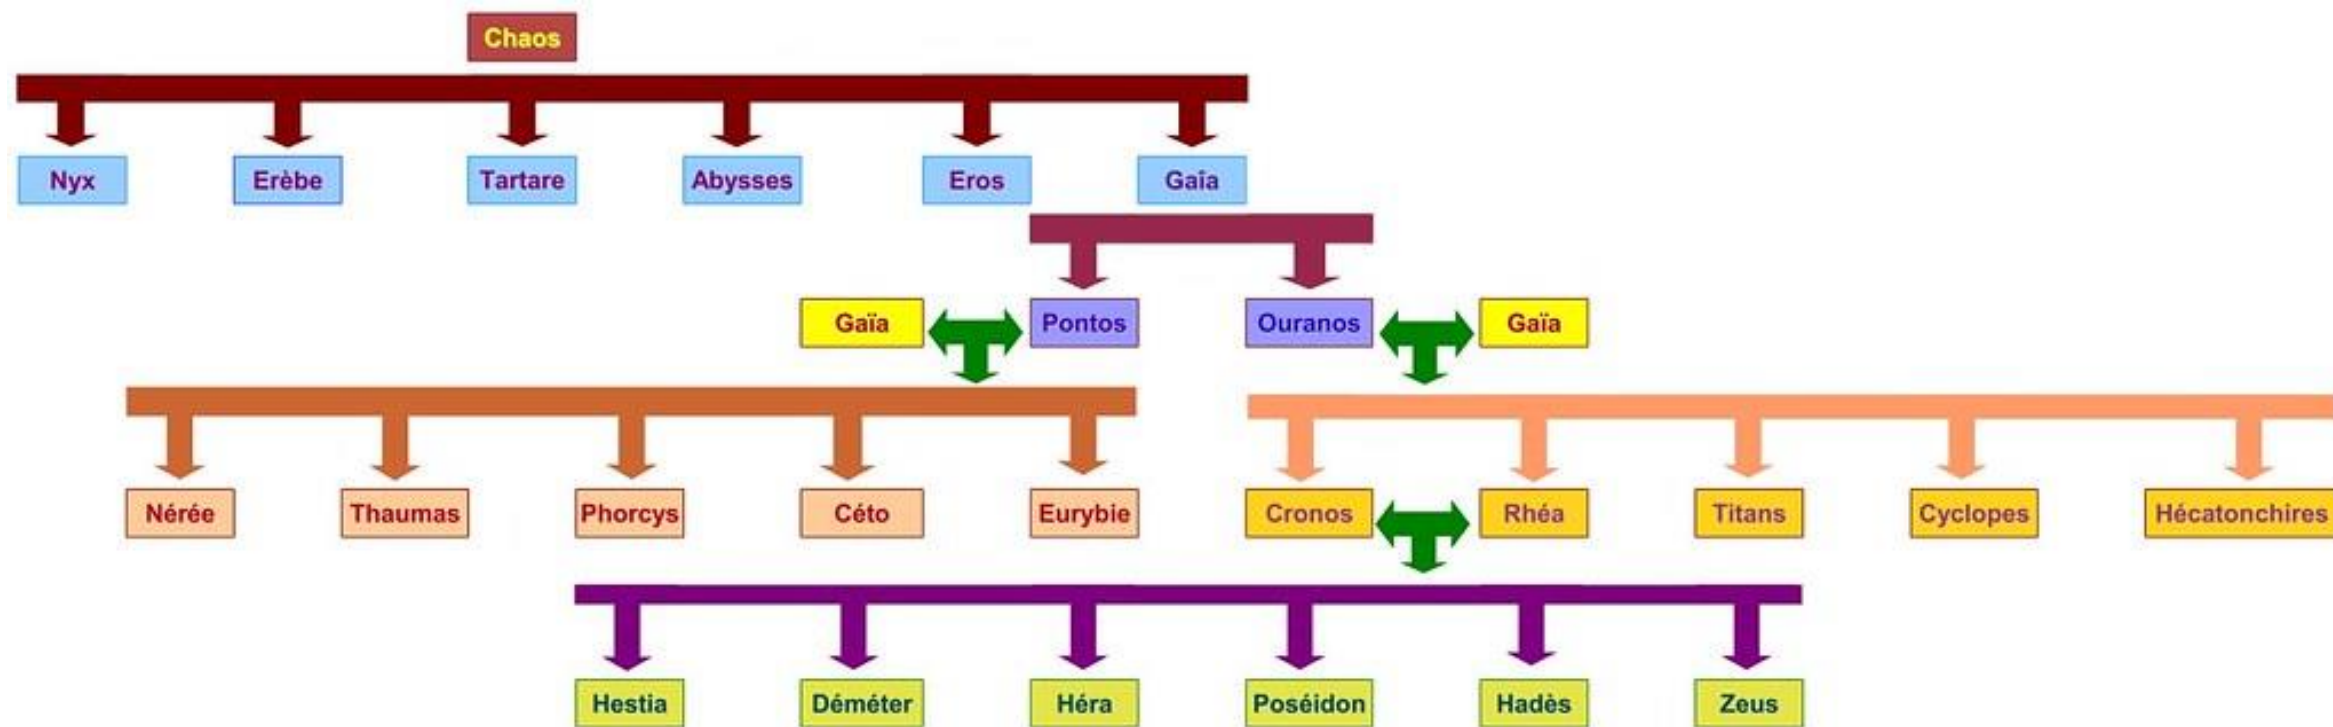 Chaos
Nyx Erèbe Tartare Abysses Eros Gaîa
Gaïa Pontos Ouranos Gaïa
Nérée Thaumas Phorcys Céto Eurybie Cronos Rhéa Titans Cyclopes Hécatonchires
Hestia Déméter Héra Poséidon Hadès Zeus